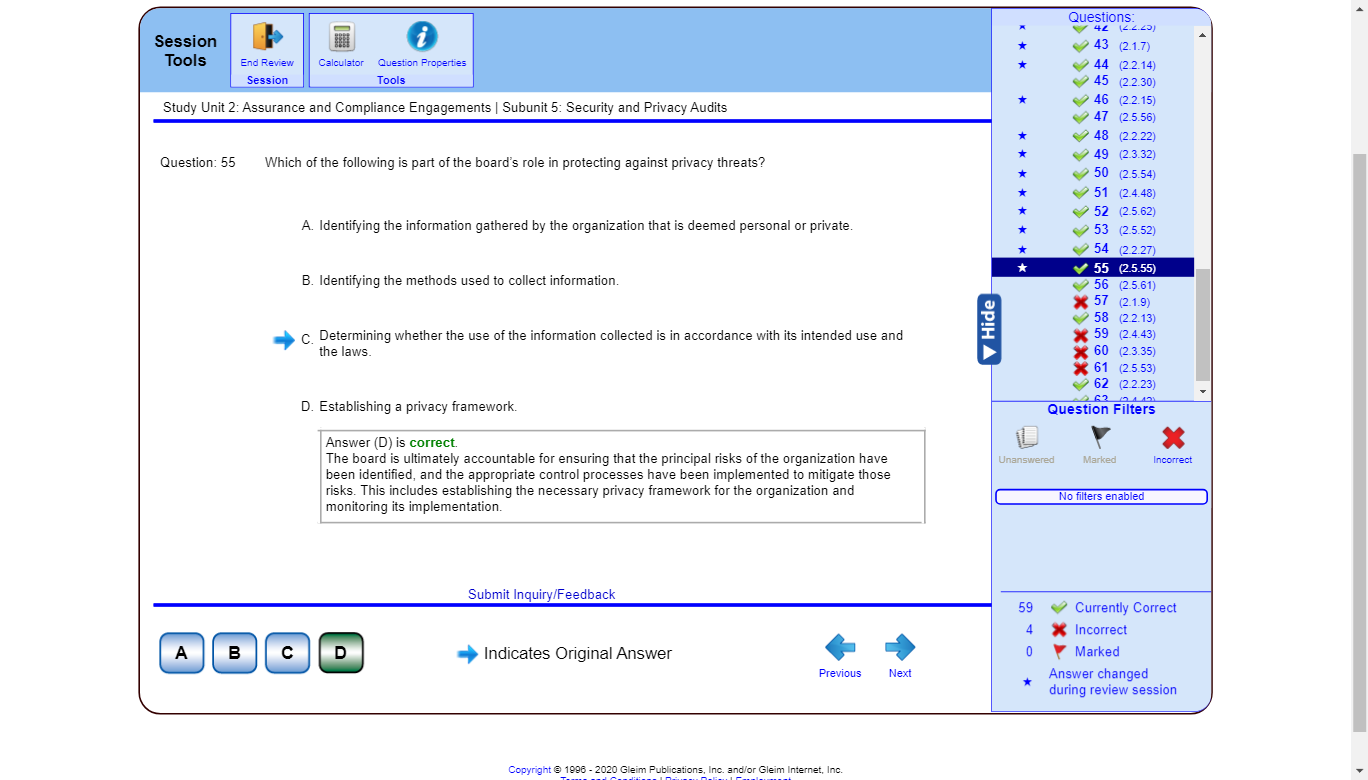 Session Tools
End Review
Session
Calculator
Question Properties
Tools
Study Unit 2: Assurance and Compliance Engagements | Subunit 5: Security and Privacy Audits
Question: 55
Which of the following is part of the board's role in protecting against privacy threats?
A. Identifying the information gathered by the organization that is deemed personal or private.
B. Identifying the methods used to collect information.
C. Determining whether the use of the information collected is in accordance with its intended use and
the laws.
D. Establishing a privacy framework.
Answer (D) is correct.
The board is ultimately accountable for ensuring that the principal risks of the organization have
been identified, and the appropriate control processes have been implemented to mitigate those
risks. This includes establishing the necessary privacy framework for the organization and
monitoring its implementation.
Submit Inquiry/Feedback
A B C D
Indicates Original Answer
Previous
Next
Questions:
42 (2.2.25)
43 (2.1.7)
44 (2.2.14)
45 (2.2.30)
46 (2.2.15)
47 (2.5.56)
48 (2.2.22)
49 (2.3.32)
50 (2.5.54)
51 (2.4.48)
52 (2.5.62)
53 (2.5.52)
54 (2.2.27)
55 (2.5.55)
56 (2.5.61)
57 (2.1.9)
58 (2.2.13)
59 (2.4.43)
60 (2.3.35)
61 (2.5.53)
62 (2.2.23)
63 (2.4.42)
Hide
Question Filters
Unanswered
Marked
Incorrect
No filters enabled
59 Currently Correct
4 Incorrect
0 Marked
Answer changed
during review session
Copyright © 1996 - 2020 Gleim Publications, Inc. and/or Gleim Internet, Inc.
Terms and Conditions | Privacy Policy | Employment